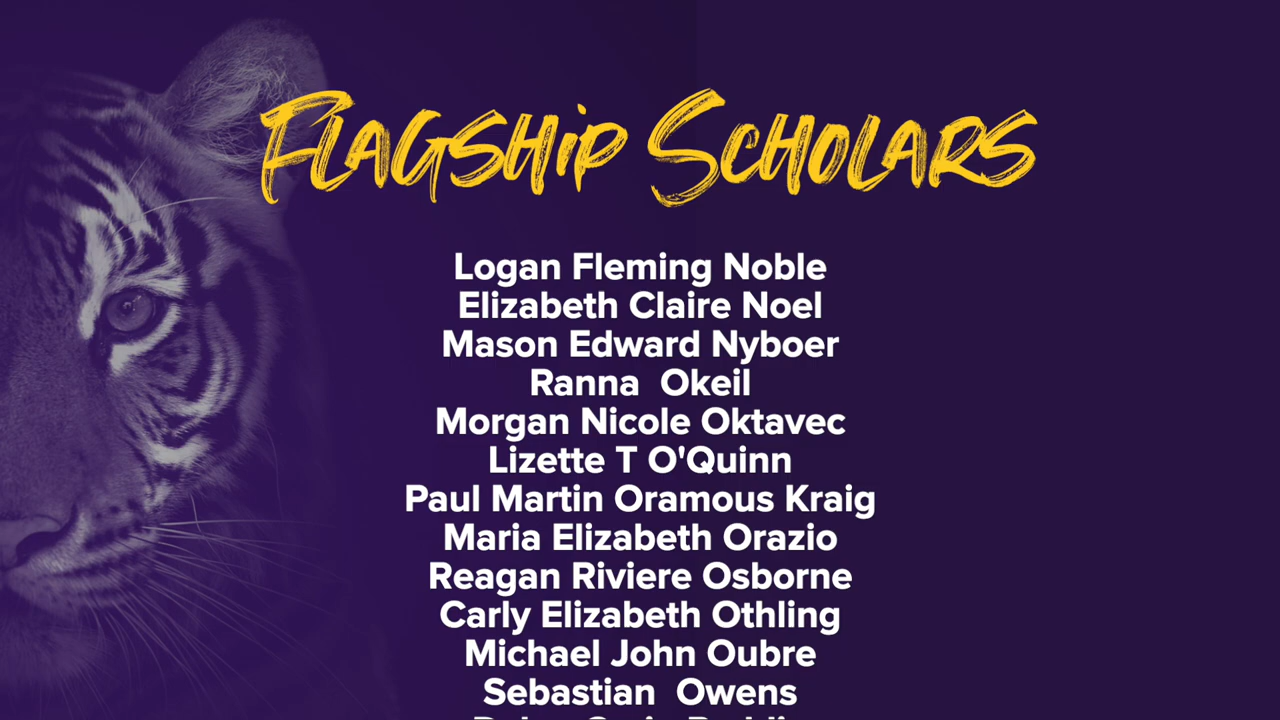 Flagship Scholars
Logan Fleming Noble
Elizabeth Claire Noel
Mason Edward Nyboer
Ranna  Okeil
Morgan Nicole Oktavec
Lizette T O'Quinn
Paul Martin Oramous Kraig
Maria Elizabeth Orazio
Reagan Riviere Osborne
Carly Elizabeth Othling
Michael John Oubre
Sebastian  Owens